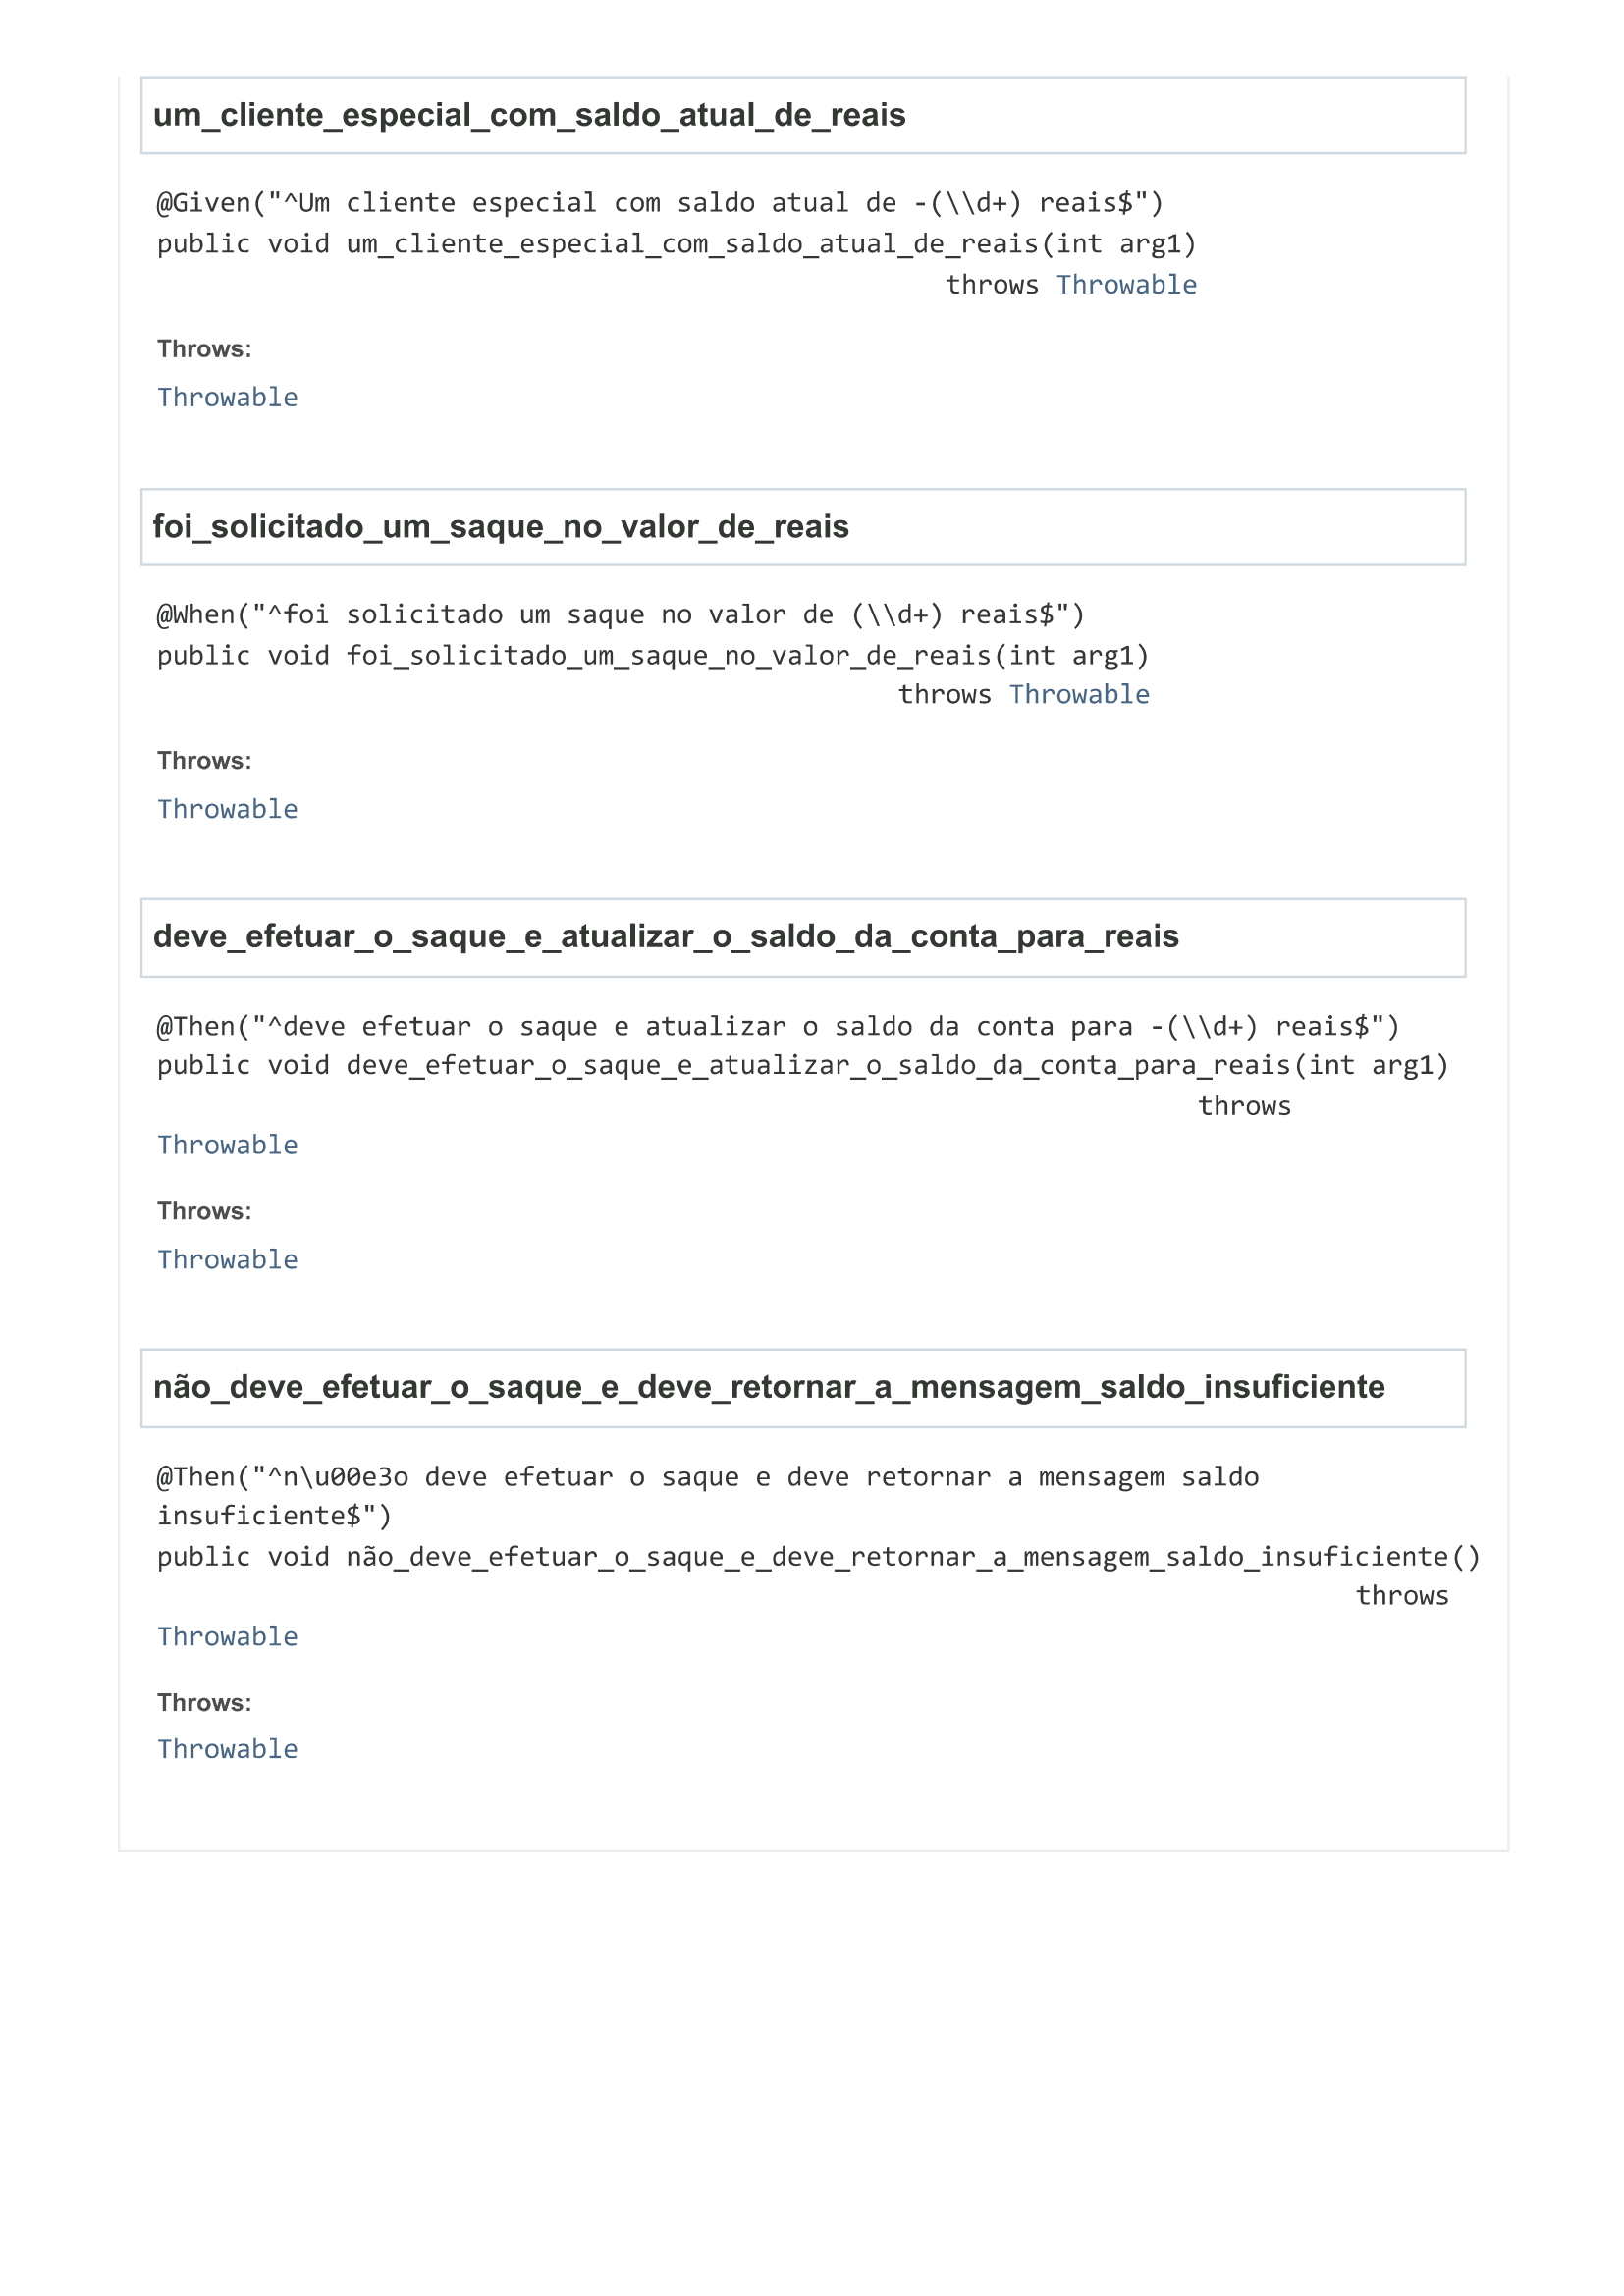 um_cliente_especial_com_saldo_atual_de_reais
@Given("^Um cliente especial com saldo atual de -(\\d+) reais$")
public void um_cliente_especial_com_saldo_atual_de_reais(int arg1)
throws Throwable
Throws:
Throwable
foi_solicitado_um_saque_no_valor_de_reais
@When("^foi solicitado um saque no valor de (\\d+) reais$")
public void foi_solicitado_um_saque_no_valor_de_reais(int arg1)
throws Throwable
Throws:
Throwable
deve_efetuar_o_saque_e_atualizar_o_saldo_da_conta_para_reais
@Then("^deve efetuar o saque e atualizar o saldo da conta para -(\\d+) reais$")
public void deve_efetuar_o_saque_e_atualizar_o_saldo_da_conta_para_reais(int arg1)
throws
Throwable
Throws:
Throwable
não_deve_efetuar_o_saque_e_deve_retornar_a_mensagem_saldo_insuficiente
@Then("^n\u00e3o deve efetuar o saque e deve retornar a mensagem saldo
insuficiente$")
public void não_deve_efetuar_o_saque_e_deve_retornar_a_mensagem_saldo_insuficiente()
throws
Throwable
Throws:
Throwable